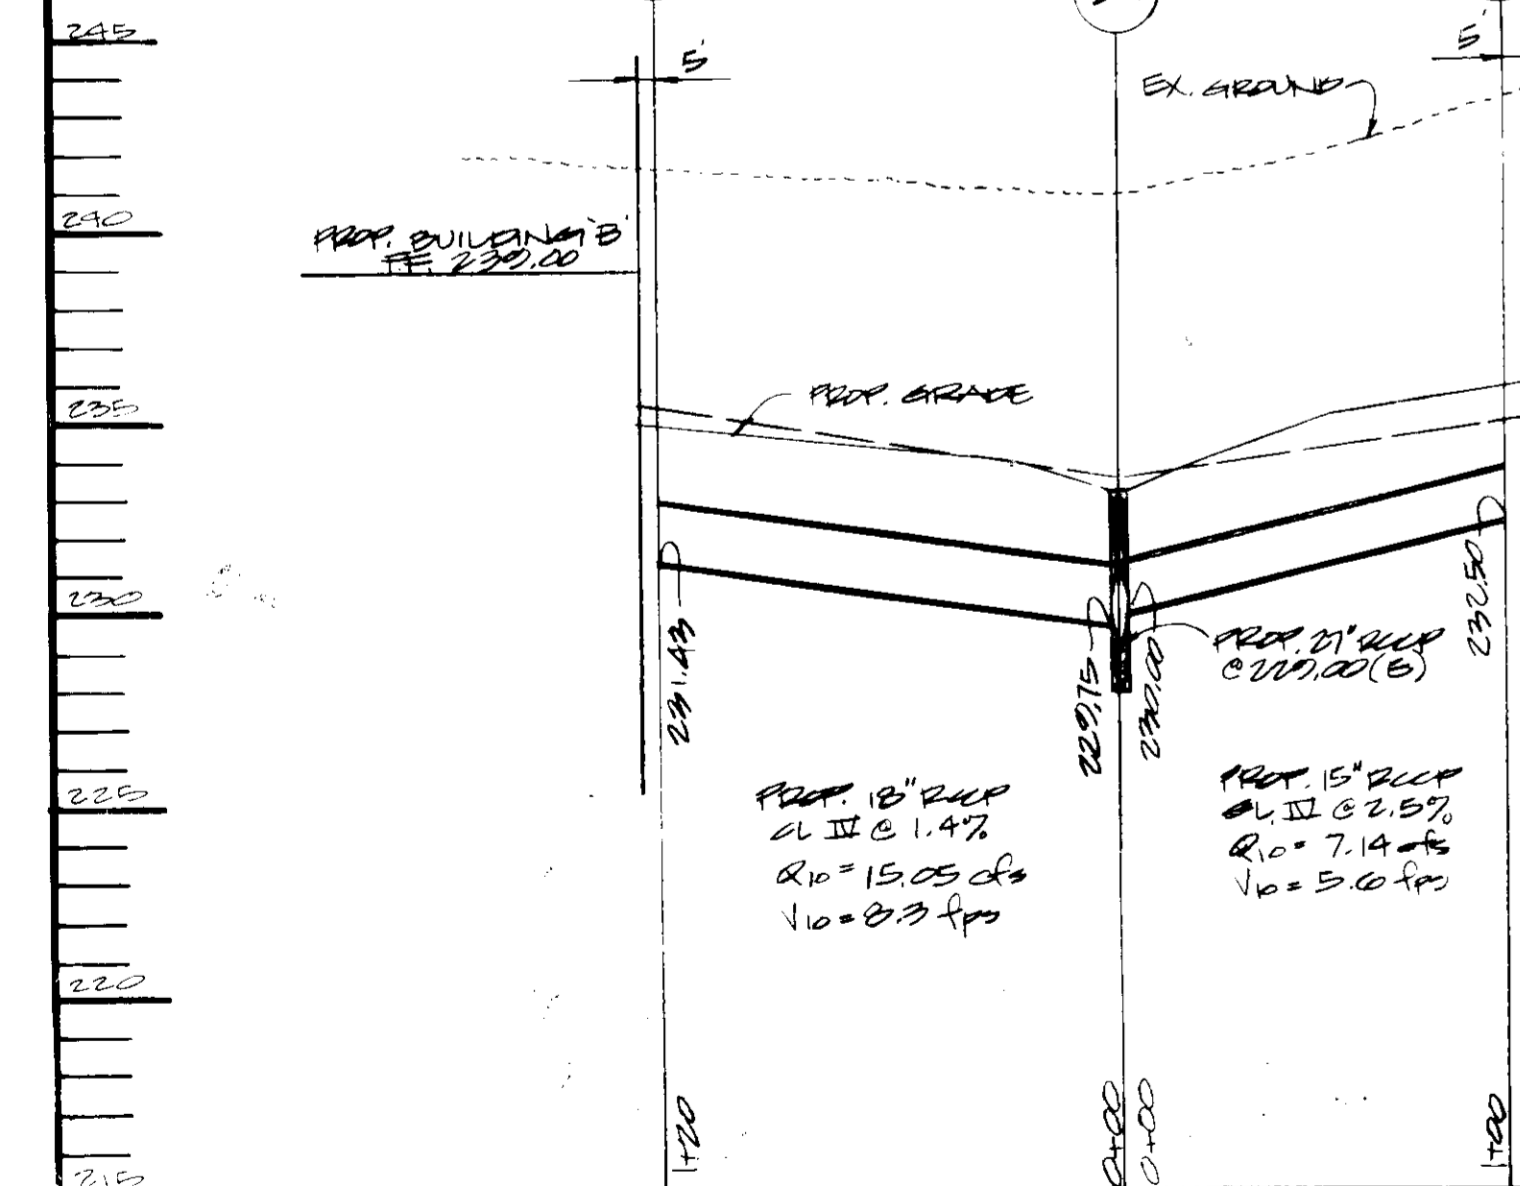 245
5'
5'
EX. GROUND
240
PROP. BUILDING 'B'
FF. 239.00
PROP. GRADE
235
230
231.43
229.75
230.00
232.50
PROP. 27" RCCP
@ 229.00 (E)
225
PROP. 18" RCCP
CL IV @ 1.4%
Q10 = 15.05 cfs
V10 = 8.3 fps
PROP. 15" RCCP
CL. IV @ 2.5%
Q10 = 7.14 cfs
V10 = 5.6 fps
220
215
1+20
0+00
0+00
1+00